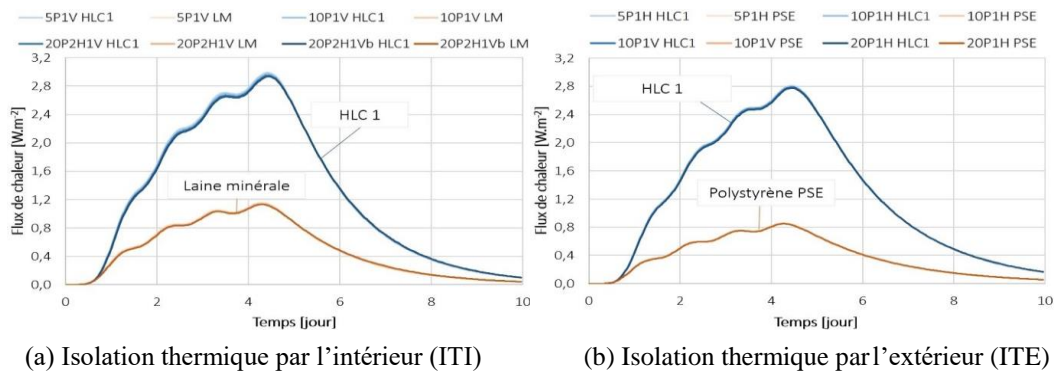 5P1V HLC1 5P1V LM 10P1V HLC1 10P1V LM
20P2H1V HLC1 20P2H1V LM 20P2H1Vb HLC1 20P2H1Vb LM
3,2
2,8
2,4
2,0
1,6
1,2
0,8
0,4
0,0
Flux de chaleur [W.m-²]
HLC 1
Laine minérale
0 2 4 6 8 10
Temps [jour]
(a) Isolation thermique par l'intérieur (ITI)
5P1H HLC1 5P1H PSE 10P1H HLC1 10P1H PSE
10P1V HLC1 10P1V PSE 20P1H HLC1 20P1H PSE
3,2
2,8
2,4
2,0
1,6
1,2
0,8
0,4
0,0
Flux de chaleur [W.m-²]
HLC 1
Polystyrène PSE
0 2 4 6 8 10
Temps [jour]
(b) Isolation thermique par l'extérieur (ITE)